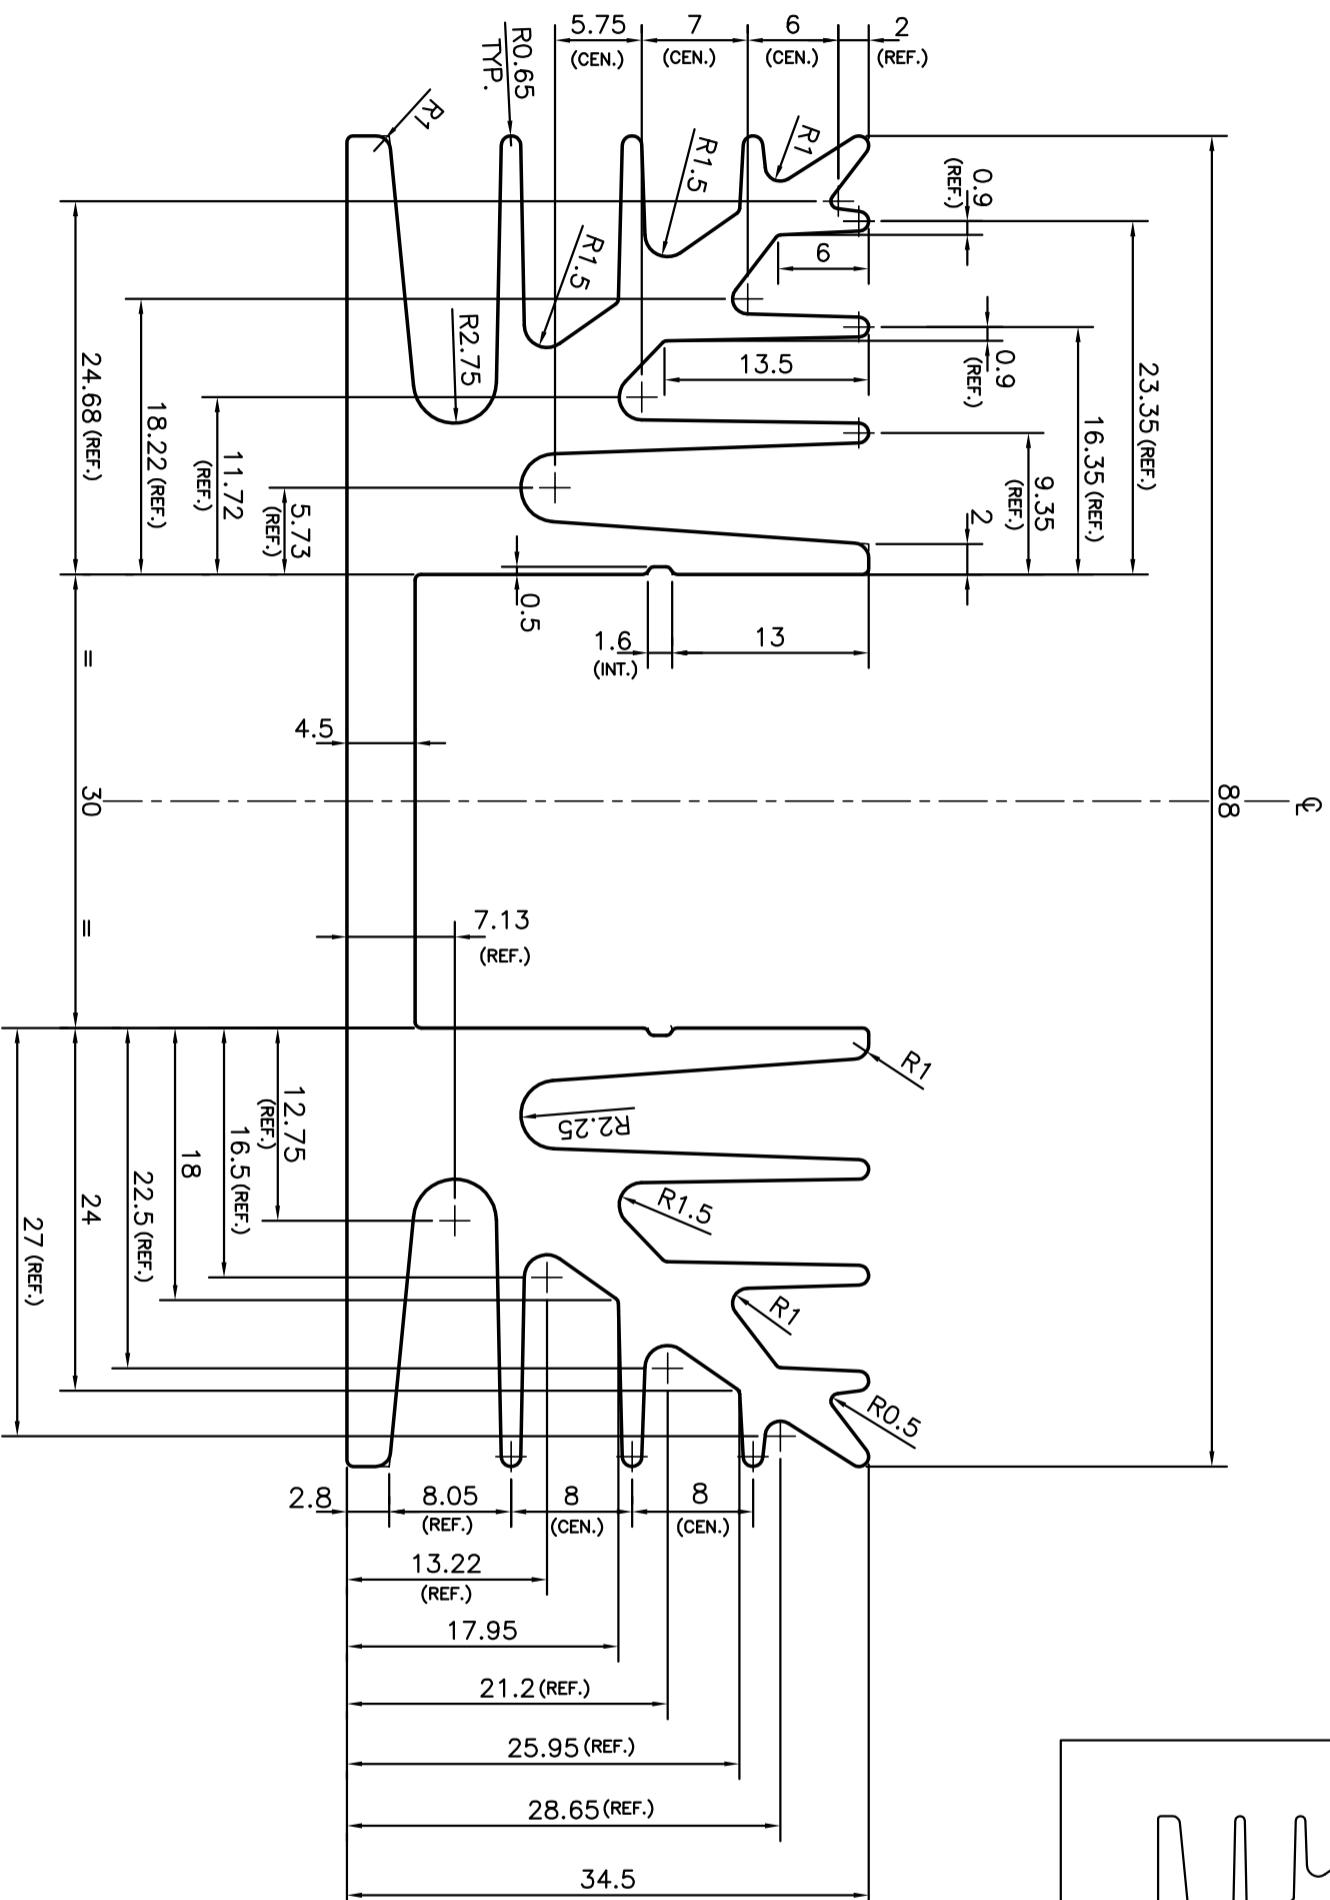 5.75
(CEN.)
7
(CEN.)
6
(CEN.)
2
(REF.)
R0.65
TYP.
R1
R1.5
R1
0.9
(REF.)
6
R1.5
R2.75
13.5
0.9
(REF.)
23.35 (REF.)
16.35 (REF.)
9.35
(REF.)
2
24.68 (REF.)
18.22 (REF.)
11.72
(REF.)
5.73
(REF.)
0.5
1.6
(INT.)
13
=
4.5
30
88
℄
=
7.13
(REF.)
R1
R2.25
12.75
(REF.)
16.5 (REF.)
18
22.5 (REF.)
24
27 (REF.)
R1.5
R1
R0.5
2.8
8.05
(REF.)
8
(CEN.)
8
(CEN.)
13.22
(REF.)
17.95
21.2 (REF.)
25.95 (REF.)
28.65 (REF.)
34.5